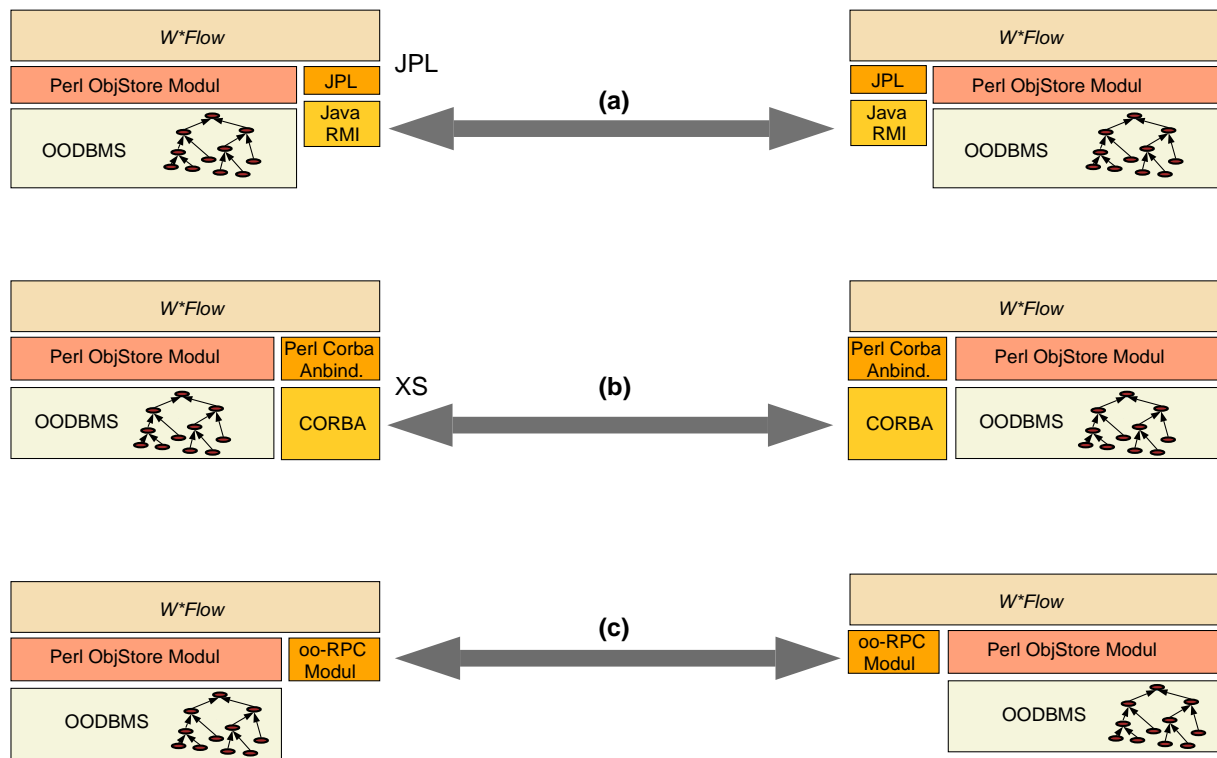 W*Flow
Perl ObjStore Modul
JPL
Java
RMI
OODBMS
JPL
(a)
W*Flow
JPL
Java
RMI
Perl ObjStore Modul
OODBMS
W*Flow
Perl ObjStore Modul
Perl Corba
Anbind.
OODBMS
CORBA
XS
(b)
W*Flow
Perl Corba
Anbind.
Perl ObjStore Modul
CORBA
OODBMS
W*Flow
Perl ObjStore Modul
oo-RPC
Modul
OODBMS
(c)
W*Flow
oo-RPC
Modul
Perl ObjStore Modul
OODBMS